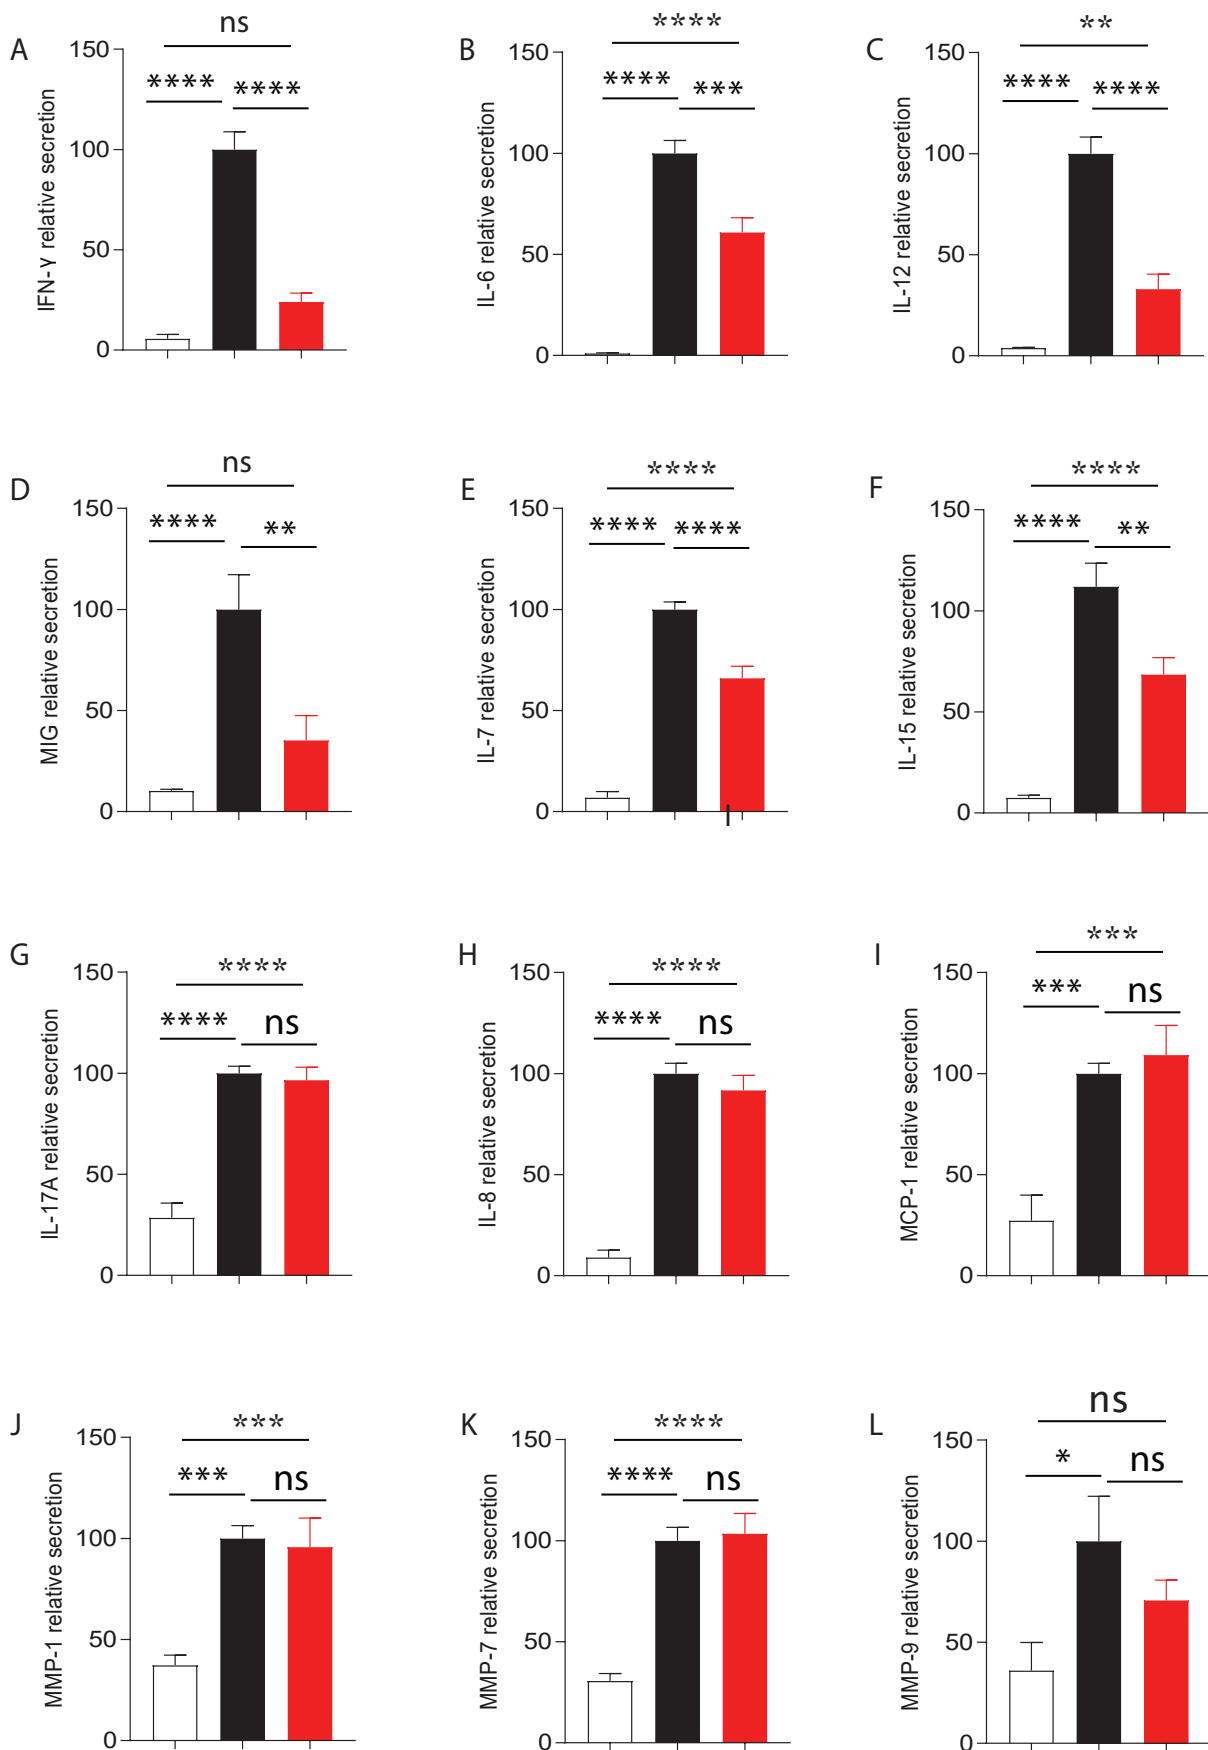 A
IFN-γ relative secretion
150
100
50
0
ns
**** ****
B
IL-6 relative secretion
150
100
50
0
****
**** ***
C
IL-12 relative secretion
150
100
50
0
**
**** ****
D
MIG relative secretion
150
100
50
0
ns
**** **
E
IL-7 relative secretion
150
100
50
0
****
**** ****
F
IL-15 relative secretion
150
100
50
0
****
**** **
G
IL-17A relative secretion
150
100
50
0
****
**** ns
H
IL-8 relative secretion
150
100
50
0
****
**** ns
I
MCP-1 relative secretion
150
100
50
0
***
*** ns
J
MMP-1 relative secretion
150
100
50
0
***
*** ns
K
MMP-7 relative secretion
150
100
50
0
****
**** ns
L
MMP-9 relative secretion
150
100
50
0
ns
* ns